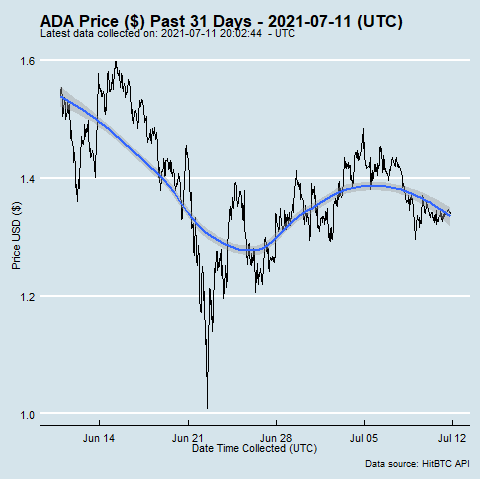 ADA Price ($) Past 31 Days - 2021-07-11 (UTC)
Latest data collected on: 2021-07-11 20:02:44 - UTC
1.6
1.4
1.2
1.0
Price USD ($)
Jun 14 Jun 21 Jun 28 Jul 05 Jul 12
Date Time Collected (UTC)
Data source: HitBTC API